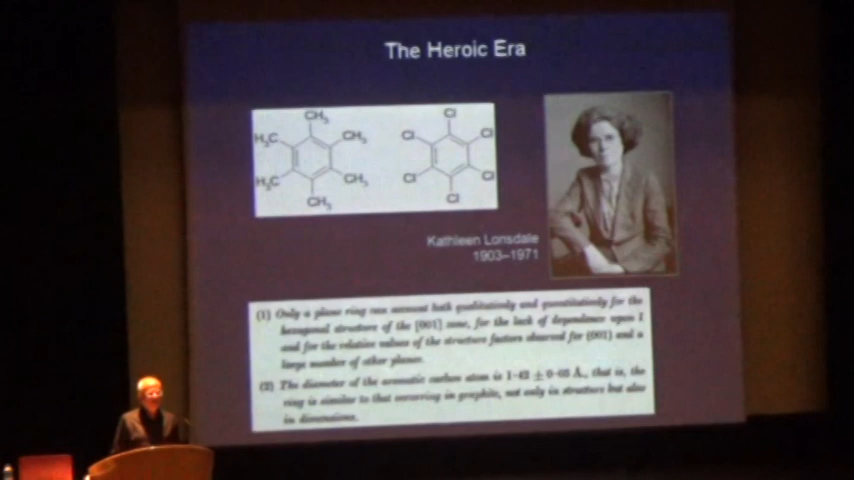 The Heroic Era
CH₃
H₃C
CH₃
H₃C
CH₃
CH₃
Cl
Cl
Cl
Cl
Cl
Cl
Kathleen Lonsdale
1903–1971
(1) Only a plane ring can account both qualitatively and quantitatively for the
hexagonal structure of the [001] zone, for the lack of dependence upon l
and for the relative values of the structure factors observed for (001) and a
large number of other planes.
(2) The diameter of the aromatic carbon atom is 1·42 ± 0·03 Å., that is, the
ring is similar to that occurring in graphite, not only in structure but also
in dimensions.